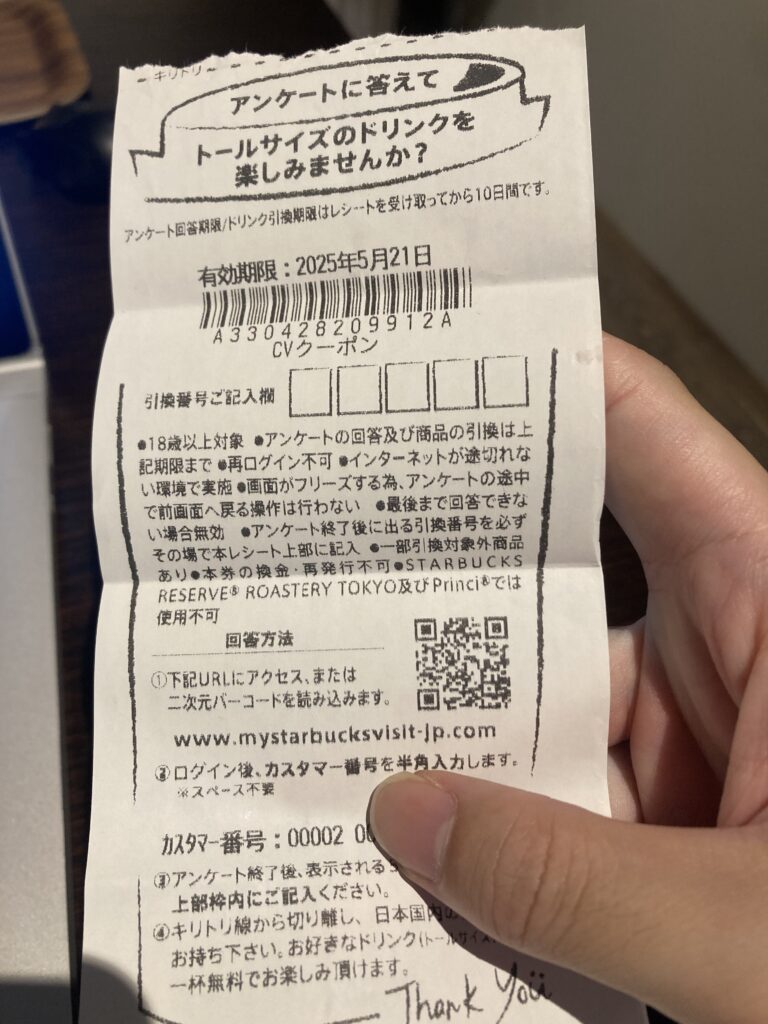 キリトリ
アンケートに答えて
トールサイズのドリンクを
楽しみませんか?
アンケート回答期限/ドリンク引換期限はレシートを受け取ってから10日間です。
有効期限:2025年5月21日
A330428209912A
CVクーポン
引換番号ご記入欄
●18歳以上対象 ●アンケートの回答及び商品の引換は上
記期限まで ●再ログイン不可 ●インターネットが途切れな
い環境で実施 ●画面がフリーズする為、アンケートの途中
で前画面へ戻る操作は行わない ●最後まで回答できな
い場合無効 ●アンケート終了後に出る引換番号を必ず
その場で本レシート上部に記入 ●一部引換対象外商品
あり●本券の換金・再発行不可●STARBUCKS
RESERVE® ROASTERY TOKYO及びPrinci®では
使用不可
回答方法
①下記URLにアクセス、または
二次元バーコードを読み込みます。
www.mystarbucksvisit-jp.com
②ログイン後、カスタマー番号を半角入力します。
※スペース不要
カスタマー番号:00002
③アンケート終了後、表示される
上部枠内にご記入ください。
④キリトリ線から切り離し、日本国内の
お持ち下さい。お好きなドリンク(トールサイズ
一杯無料でお楽しみ頂けます。
Thank You